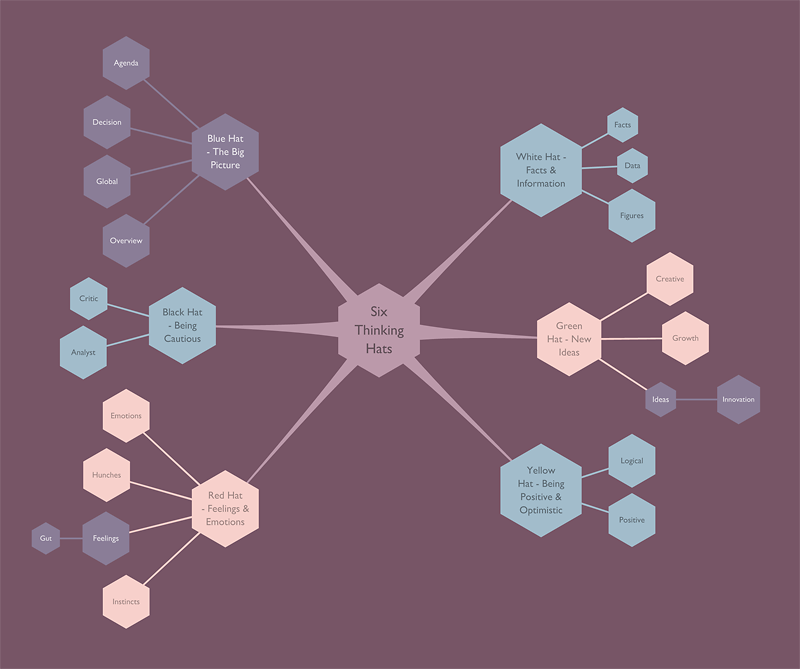 Six
Thinking
Hats
Blue Hat
- The Big
Picture
Agenda
Decision
Global
Overview
Black Hat
- Being
Cautious
Critic
Analyst
Red Hat
- Feelings &
Emotions
Emotions
Hunches
Feelings
Gut
Instincts
White Hat -
Facts &
Information
Facts
Data
Figures
Green
Hat - New
Ideas
Creative
Growth
Ideas
Innovation
Yellow
Hat - Being
Positive &
Optimistic
Logical
Positive